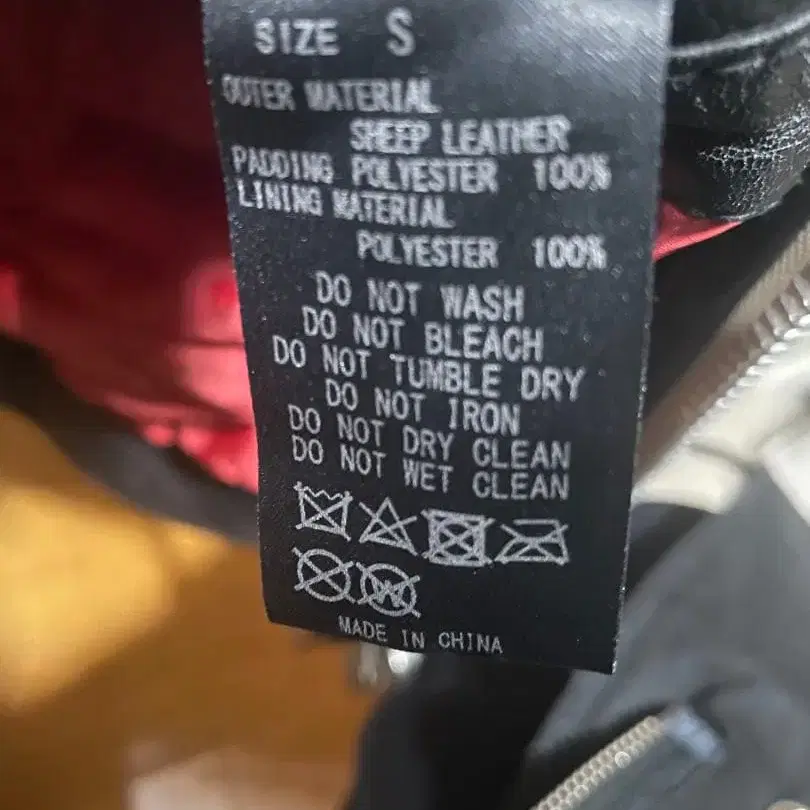 SIZE S
OUTER MATERIAL
SHEEP LEATHER
PADDING POLYESTER 100%
LINING MATERIAL
POLYESTER 100%
DO NOT WASH
DO NOT BLEACH
DO NOT TUMBLE DRY
DO NOT IRON
DO NOT DRY CLEAN
DO NOT WET CLEAN
W
MADE IN CHINA